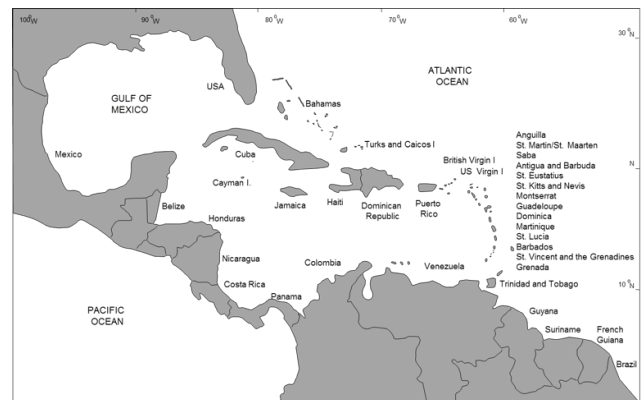 100°W
90°W
80°W
70°W
60°W
30°N
ATLANTIC
OCEAN
USA
GULF OF
MEXICO
Bahamas
Mexico
Turks and Caicos I
Cuba
British Virgin I
US Virgin I
N
Anguilla
St. Martin/St. Maarten
Saba
Antigua and Barbuda
St. Eustatius
St. Kitts and Nevis
Montserrat
Guadeloupe
Dominica
Martinique
St. Lucia
Barbados
St. Vincent and the Grenadines
Grenada
Cayman I.
Belize
Jamaica
Haiti
Dominican
Republic
Puerto
Rico
Honduras
Nicaragua
Colombia
Venezuela
Costa Rica
Panama
Trinidad and Tobago
10°N
PACIFIC
OCEAN
Guyana
Suriname
French
Guiana
Brazil